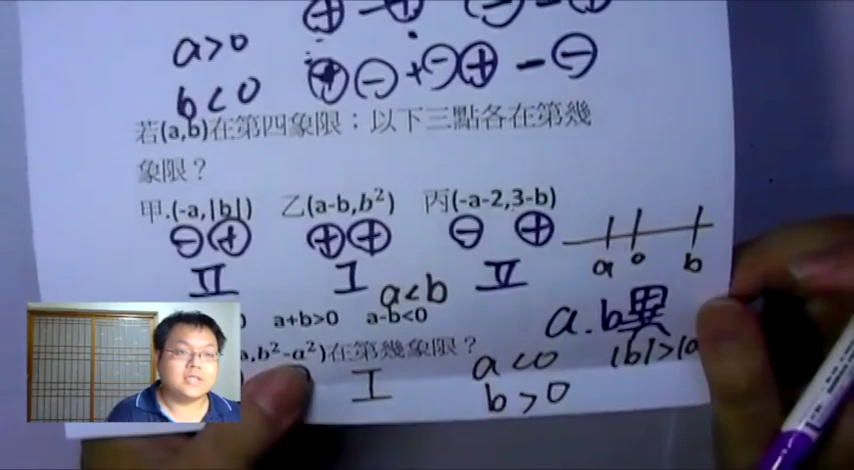 a>0
⊕⊖+⊖⊕-⊖
b<0
若(a,b)在第四象限：以下三點各在第幾
象限？
甲.(-a,|b|) 乙(a-b,b²) 丙(-a-2,3-b)
⊖⊕ ⊕⊕ ⊖ ⊕
II I II
a o b
a<b
a+b>0 a-b<0
a.b異
a,b²-a²)在第幾象限？
I
a<0
b>0
|b|>|a